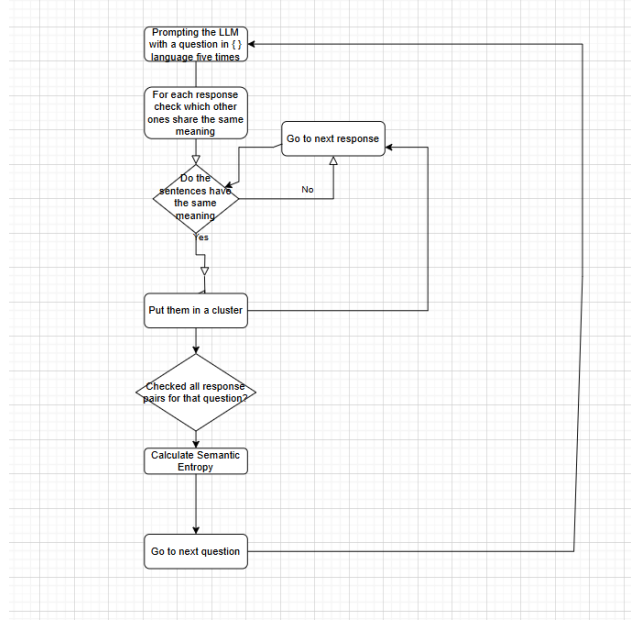 Prompting the LLM
with a question in { }
language five times
For each response
check which other
ones share the same
meaning
Go to next response
Do the
sentences have
the same
meaning
No
Yes
Put them in a cluster
Checked all response
pairs for that question?
Calculate Semantic
Entropy
Go to next question